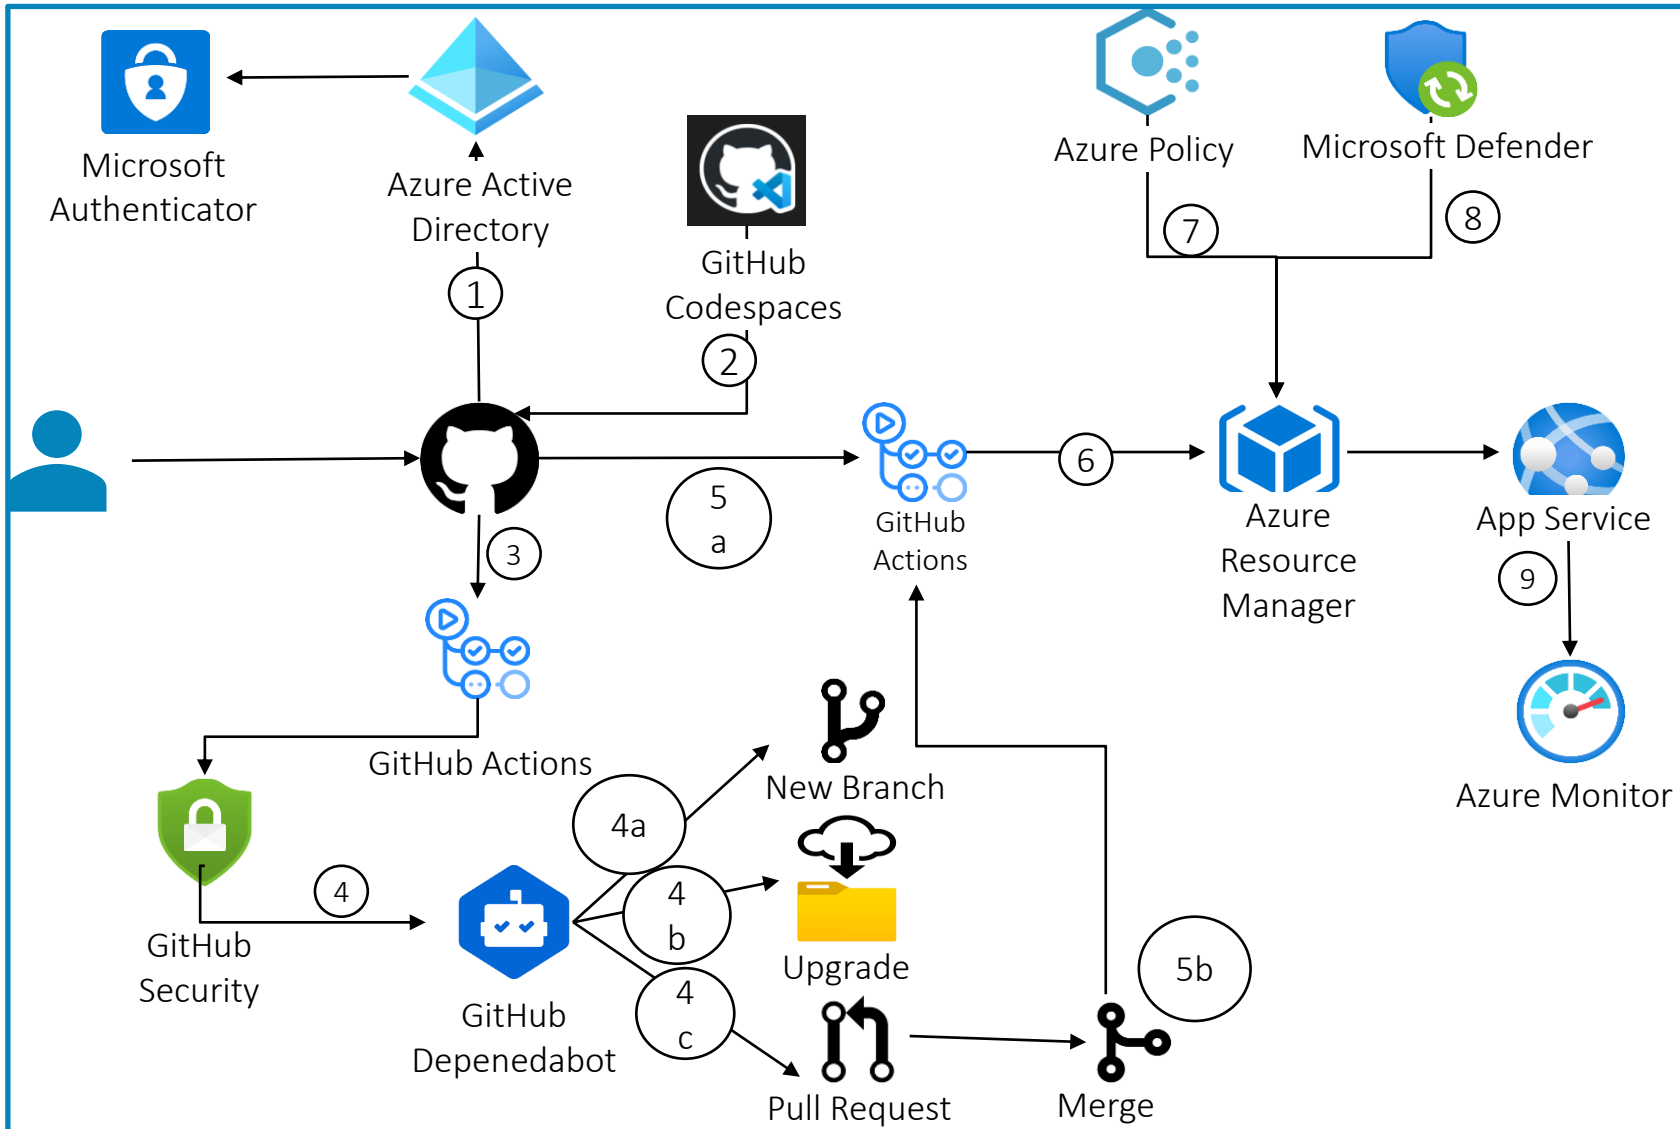 Microsoft
Authenticator
Azure Active
Directory
GitHub
Codespaces
Azure Policy
Microsoft Defender
1
2
7
8
5
a
3
GitHub
Actions
6
Azure
Resource
Manager
App Service
9
Azure Monitor
GitHub Actions
GitHub
Security
4
GitHub
Depenedabot
4a
4
b
4
c
New Branch
Upgrade
Pull Request
Merge
5b